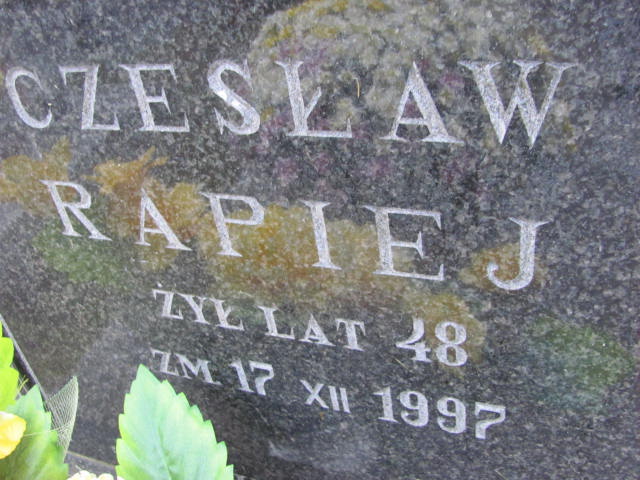 CZESŁAW
RAPIEJ
ŻYŁ LAT 48
ZM 17 XII 1997